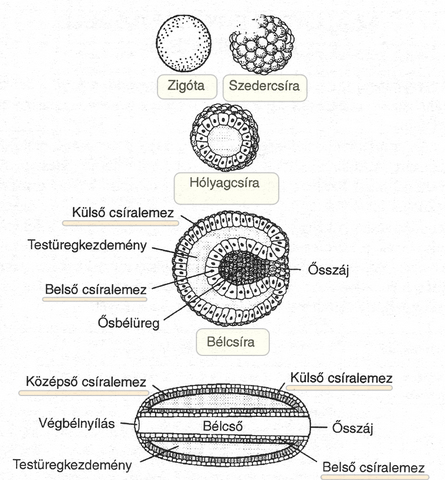 Zigóta
Szedercsíra
Hólyagcsíra
Külső csíralemez
Testüregkezdemény
Belső csíralemez
Ősszáj
Ősbélüreg
Bélcsíra
Középső csíralemez
Külső csíralemez
Végbélnyílás
Bélcső
Ősszáj
Testüregkezdemény
Belső csíralemez